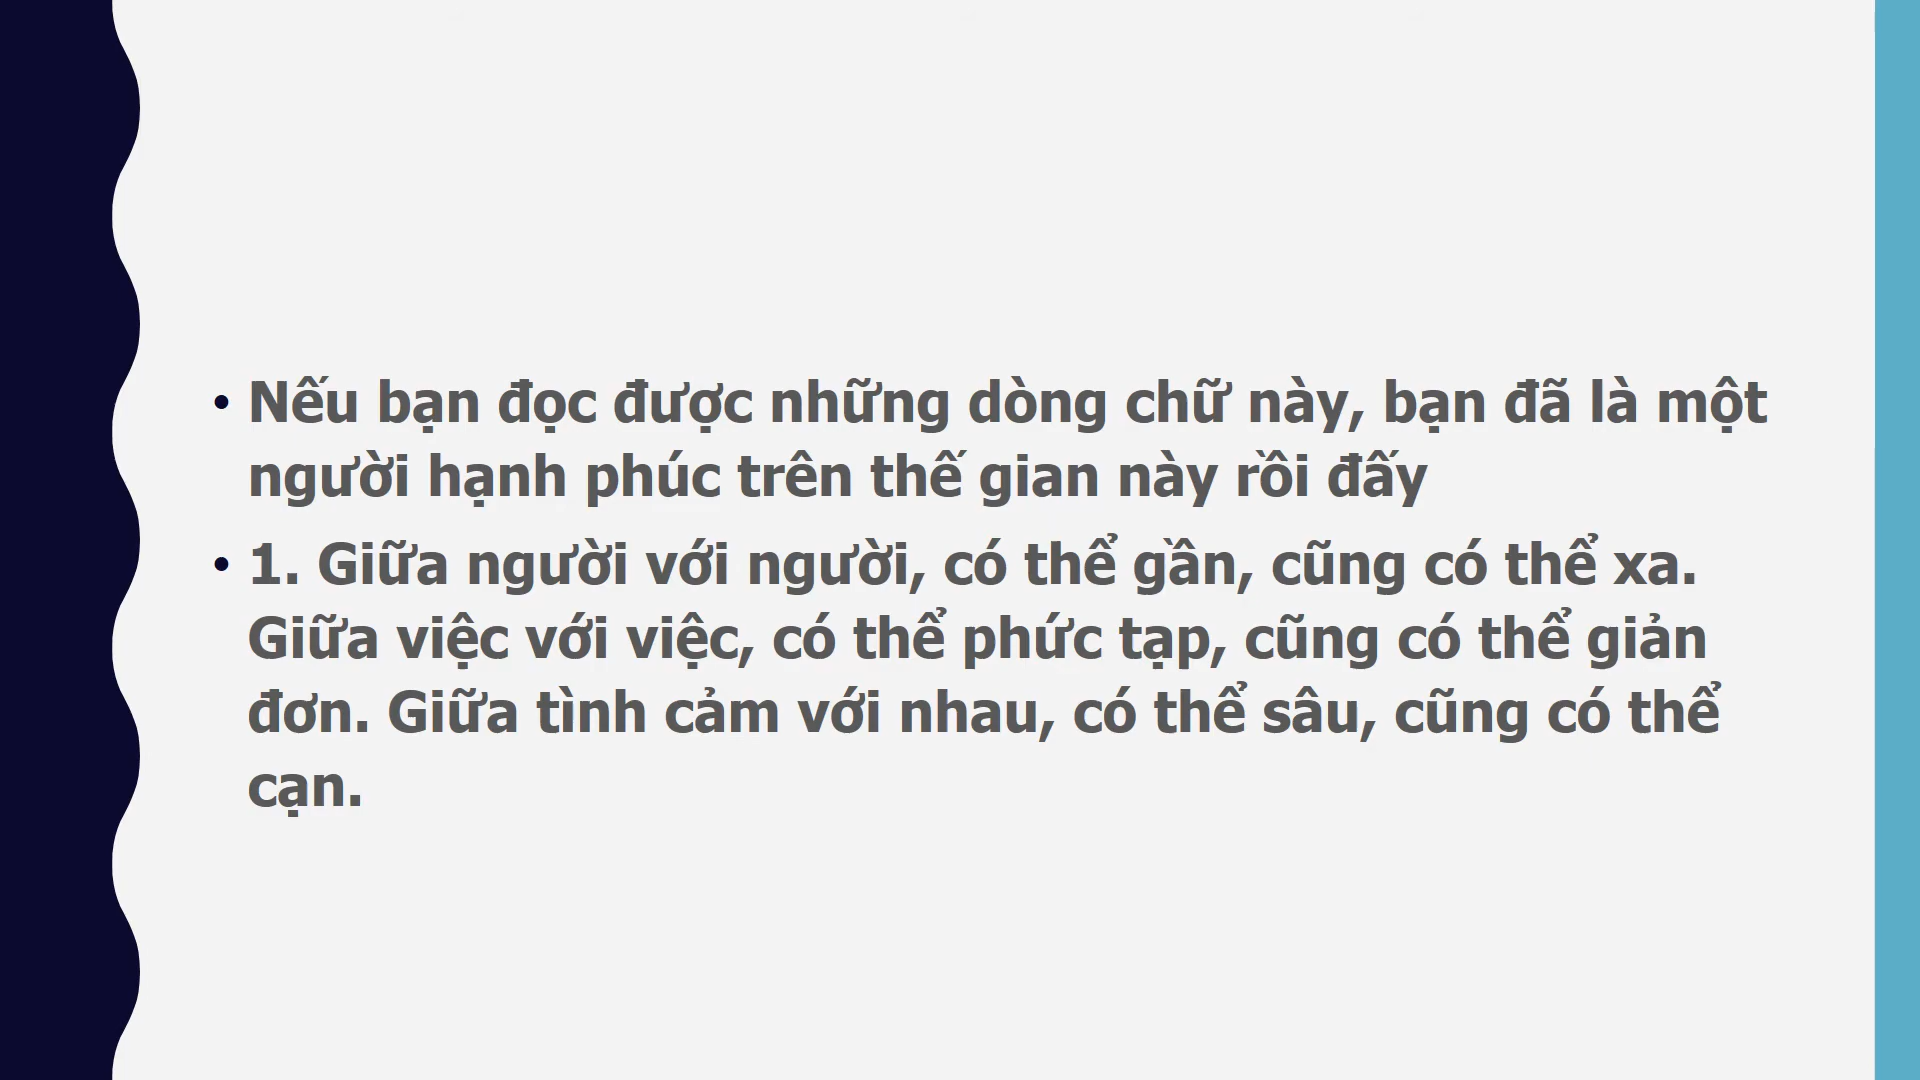 • Nếu bạn đọc được những dòng chữ này, bạn đã là một
người hạnh phúc trên thế gian này rồi đấy
• 1. Giữa người với người, có thể gần, cũng có thể xa.
Giữa việc với việc, có thể phức tạp, cũng có thể giản
đơn. Giữa tình cảm với nhau, có thể sâu, cũng có thể
cạn.